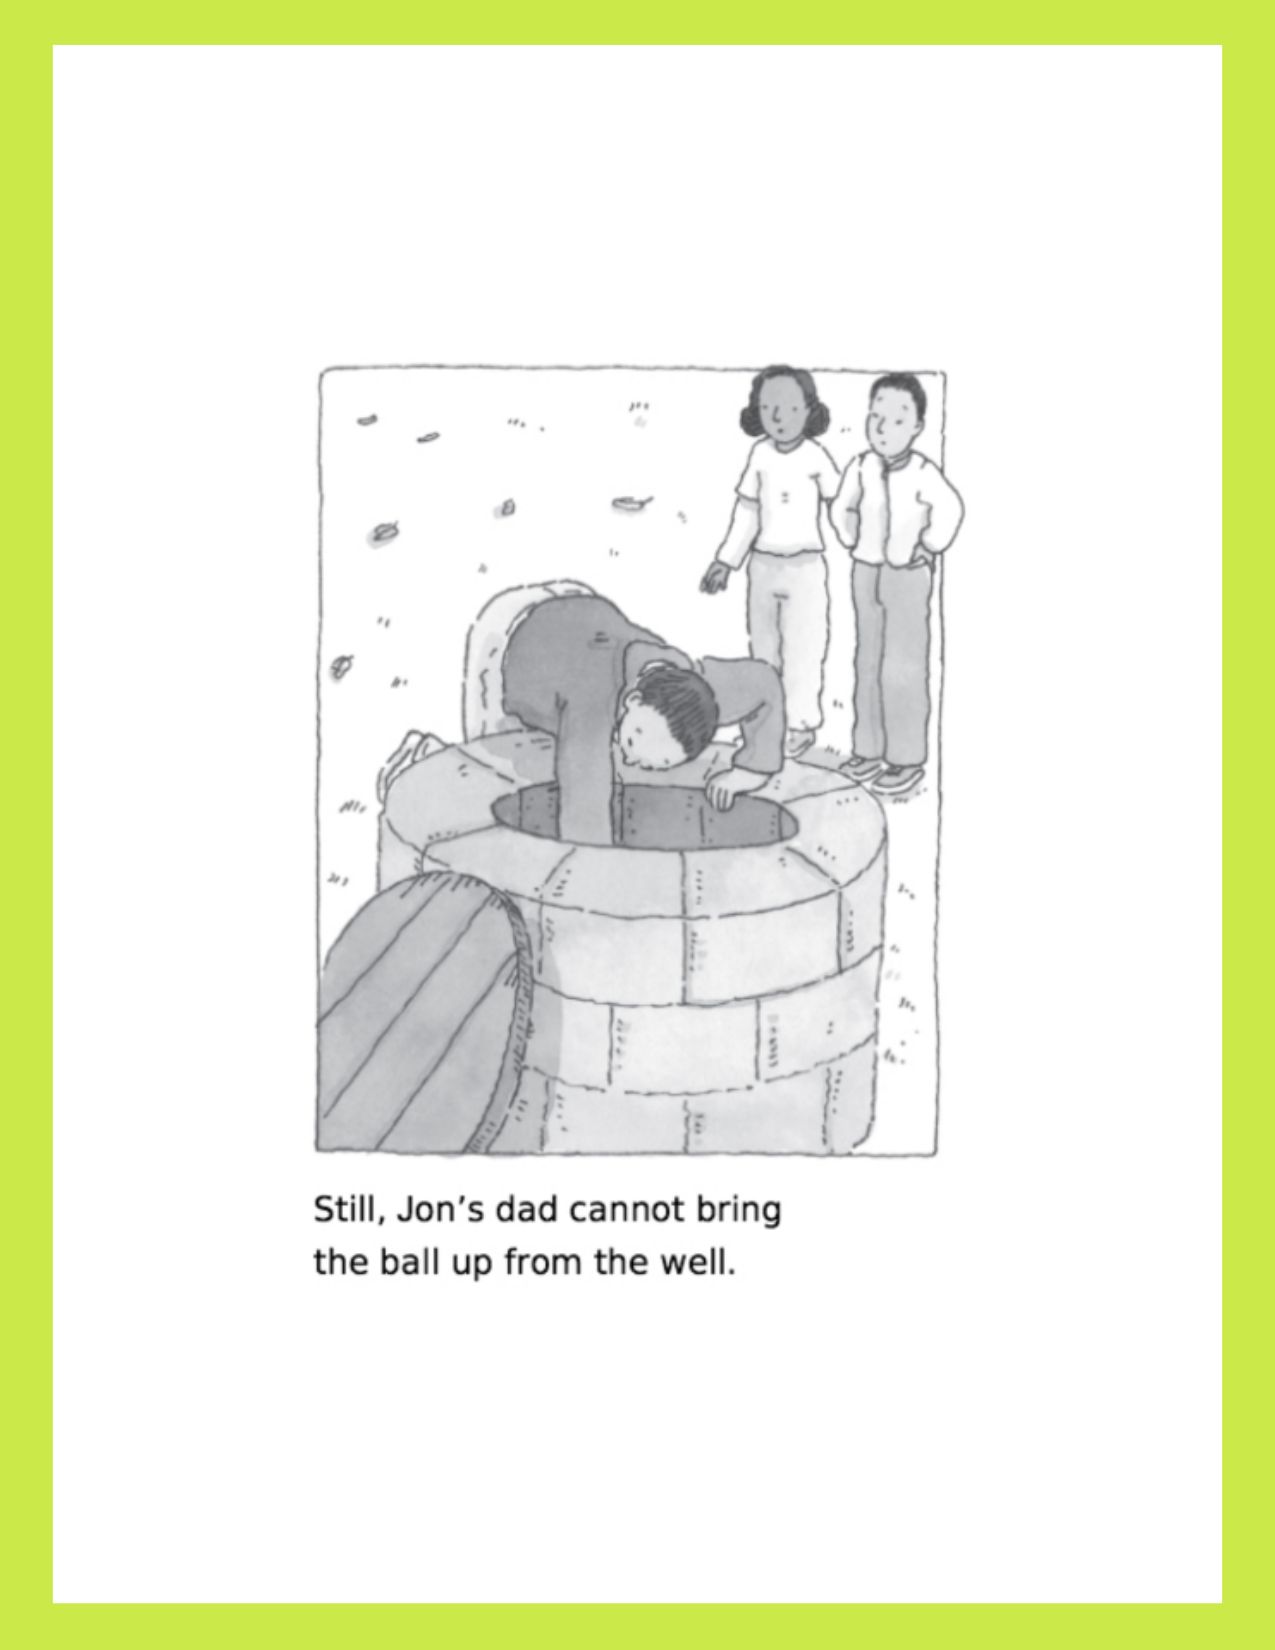 Still, Jon’s dad cannot bring
the ball up from the well.